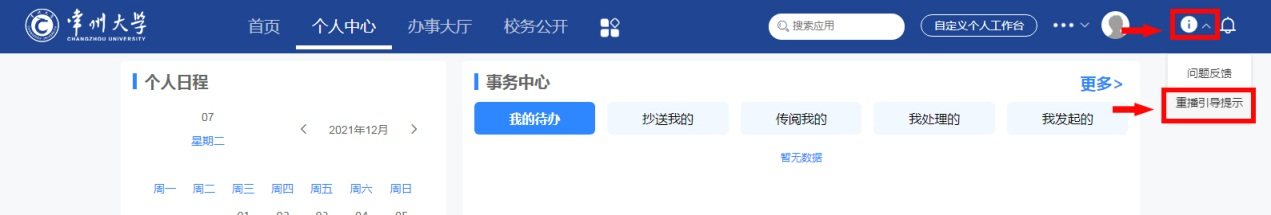 常州大学
CHANGZHOU UNIVERSITY
首页 个人中心 办事大厅 校务公开 搜索应用 自定义个人工作台
问题反馈
重播引导提示
个人日程
07
星期二
2021年12月
周一 周二 周三 周四 周五 周六 周日
01 02 03 04 05
事务中心 更多>
我的待办 抄送我的 传阅我的 我处理的 我发起的
暂无数据